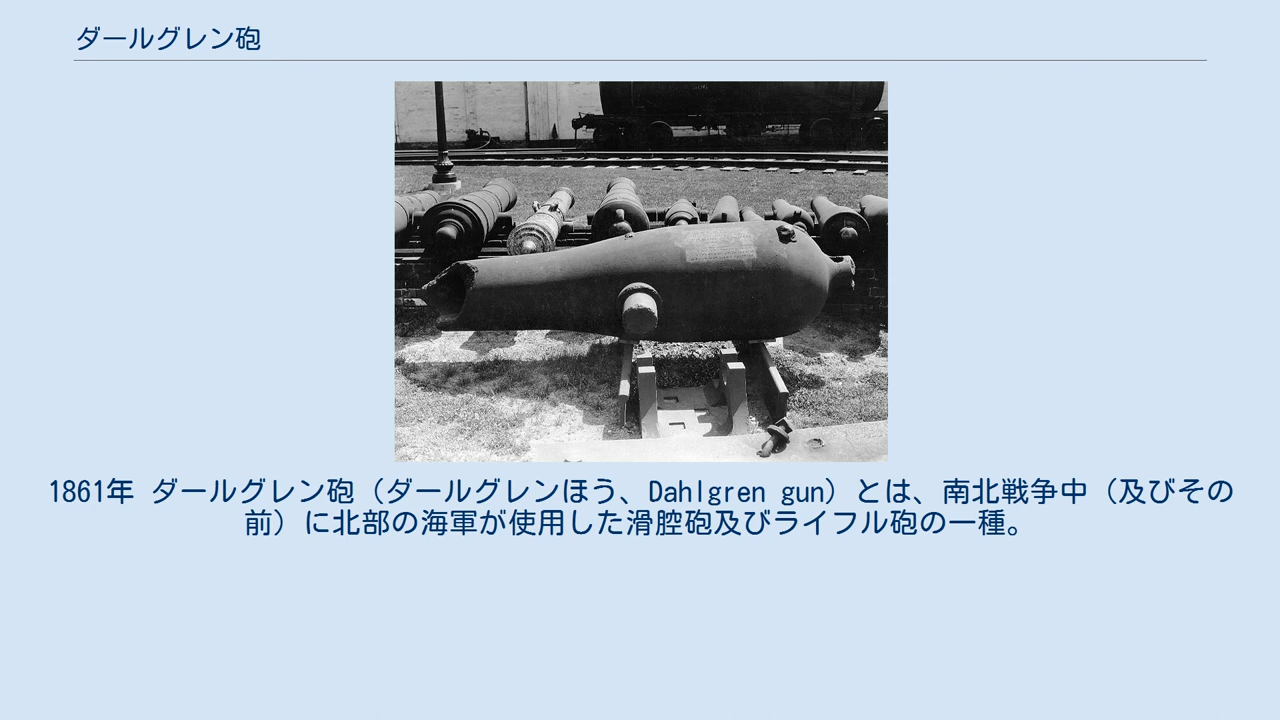 ダールグレン砲
1861年 ダールグレン砲（ダールグレンほう、Dahlgren gun）とは、南北戦争中（及びその
前）に北部の海軍が使用した滑腔砲及びライフル砲の一種。